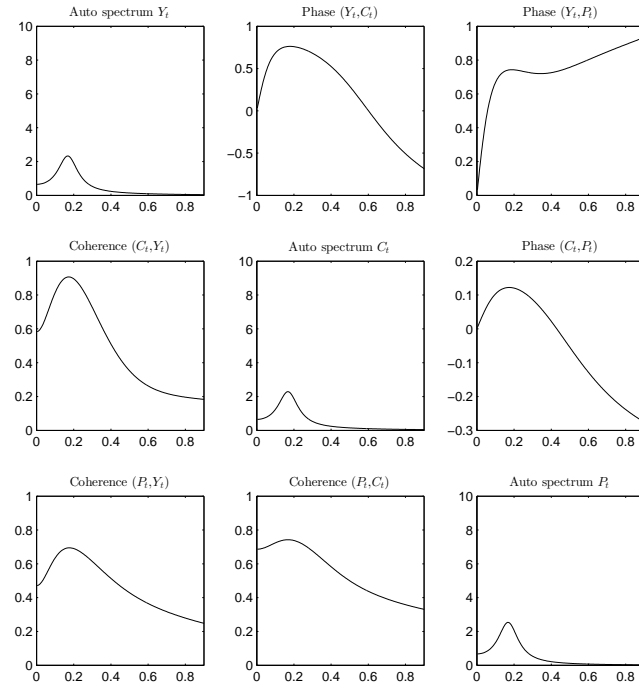 Auto spectrum Y_t
10
8
6
4
2
0
0 0.2 0.4 0.6 0.8
Phase (Y_t,C_t)
1
0.5
0
−0.5
−1
0 0.2 0.4 0.6 0.8
Phase (Y_t,P_t)
1
0.8
0.6
0.4
0.2
0
0 0.2 0.4 0.6 0.8
Coherence (C_t,Y_t)
1
0.8
0.6
0.4
0.2
0
0 0.2 0.4 0.6 0.8
Auto spectrum C_t
10
8
6
4
2
0
0 0.2 0.4 0.6 0.8
Phase (C_t,P_t)
0.2
0.1
0
−0.1
−0.2
−0.3
0 0.2 0.4 0.6 0.8
Coherence (P_t,Y_t)
1
0.8
0.6
0.4
0.2
0
0 0.2 0.4 0.6 0.8
Coherence (P_t,C_t)
1
0.8
0.6
0.4
0.2
0
0 0.2 0.4 0.6 0.8
Auto spectrum P_t
10
8
6
4
2
0
0 0.2 0.4 0.6 0.8